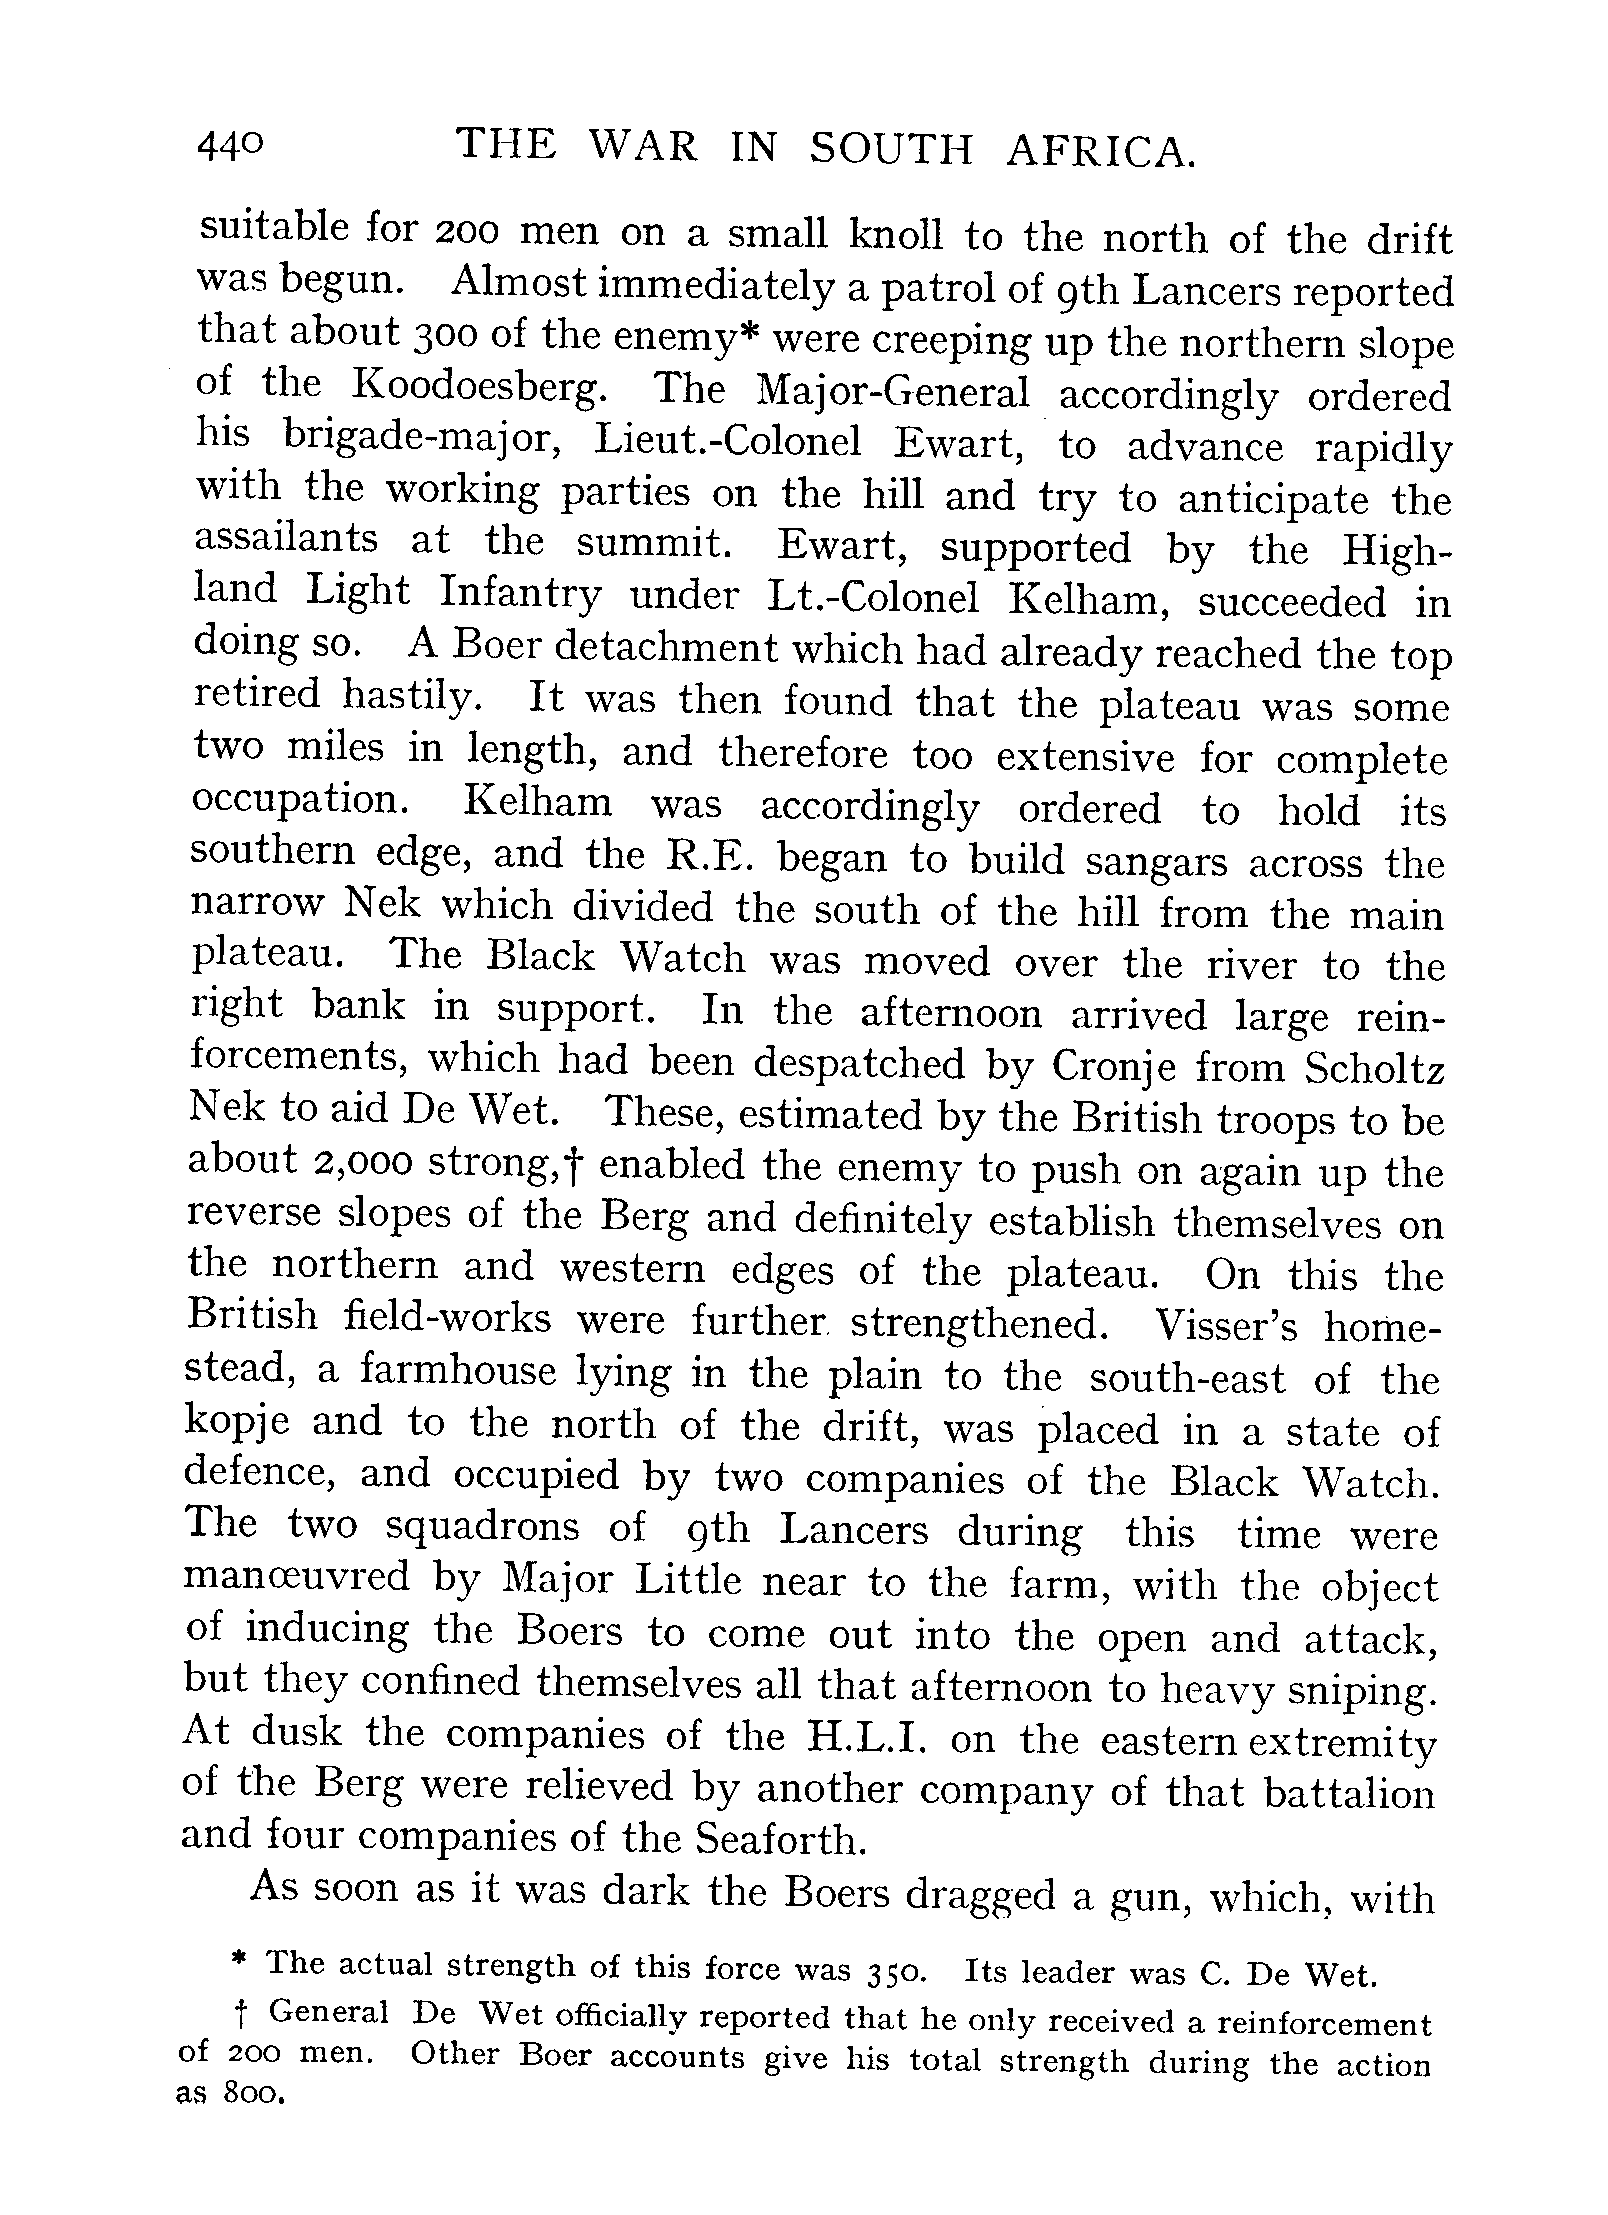 440 THE WAR IN SOUTH AFRICA.
suitable for 200 men on a small knoll to the north of the drift
was begun. Almost immediately a patrol of 9th Lancers reported
that about 300 of the enemy* were creeping up the northern slope
of the Koodoesberg. The Major-General accordingly ordered
his brigade-major, Lieut.-Colonel Ewart, to advance rapidly
with the working parties on the hill and try to anticipate the
assailants at the summit. Ewart, supported by the High-
land Light Infantry under Lt.-Colonel Kelham, succeeded in
doing so. A Boer detachment which had already reached the top
retired hastily. It was then found that the plateau was some
two miles in length, and therefore too extensive for complete
occupation. Kelham was accordingly ordered to hold its
southern edge, and the R.E. began to build sangars across the
narrow Nek which divided the south of the hill from the main
plateau. The Black Watch was moved over the river to the
right bank in support. In the afternoon arrived large rein-
forcements, which had been despatched by Cronje from Scholtz
Nek to aid De Wet. These, estimated by the British troops to be
about 2,000 strong,† enabled the enemy to push on again up the
reverse slopes of the Berg and definitely establish themselves on
the northern and western edges of the plateau. On this the
British field-works were further strengthened. Visser's home-
stead, a farmhouse lying in the plain to the south-east of the
kopje and to the north of the drift, was placed in a state of
defence, and occupied by two companies of the Black Watch.
The two squadrons of 9th Lancers during this time were
manœuvred by Major Little near to the farm, with the object
of inducing the Boers to come out into the open and attack,
but they confined themselves all that afternoon to heavy sniping.
At dusk the companies of the H.L.I. on the eastern extremity
of the Berg were relieved by another company of that battalion
and four companies of the Seaforth.
As soon as it was dark the Boers dragged a gun, which, with
* The actual strength of this force was 350. Its leader was C. De Wet.
† General De Wet officially reported that he only received a reinforcement
of 200 men. Other Boer accounts give his total strength during the action
as 800.